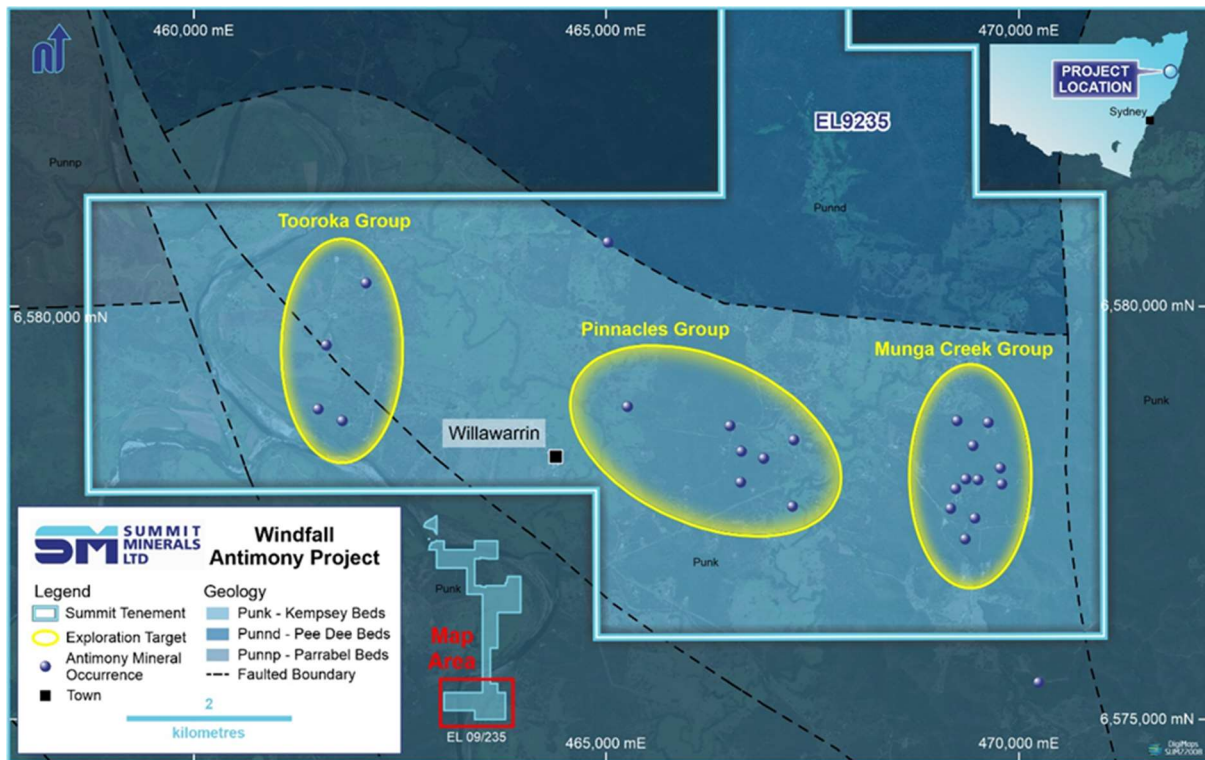 460,000 mE
465,000 mE
470,000 mE
N
PROJECT
LOCATION
Sydney
EL9235
Punnp
Punnd
Tooroka Group
6,580,000 mN
6,580,000 mN
Pinnacles Group
Munga Creek Group
Punk
Willawarrin
Punk
Punk
SM SUMMIT
MINERALS
LTD
Windfall
Antimony Project
Legend
Summit Tenement
Exploration Target
Antimony Mineral
Occurrence
Town
2
kilometres
Geology
Punk - Kempsey Beds
Punnd - Pee Dee Beds
Punnp - Parrabel Beds
Faulted Boundary
Map
Area
EL 09/235
465,000 mE
470,000 mE
6,575,000 mN
DigiMaps
SUM22008